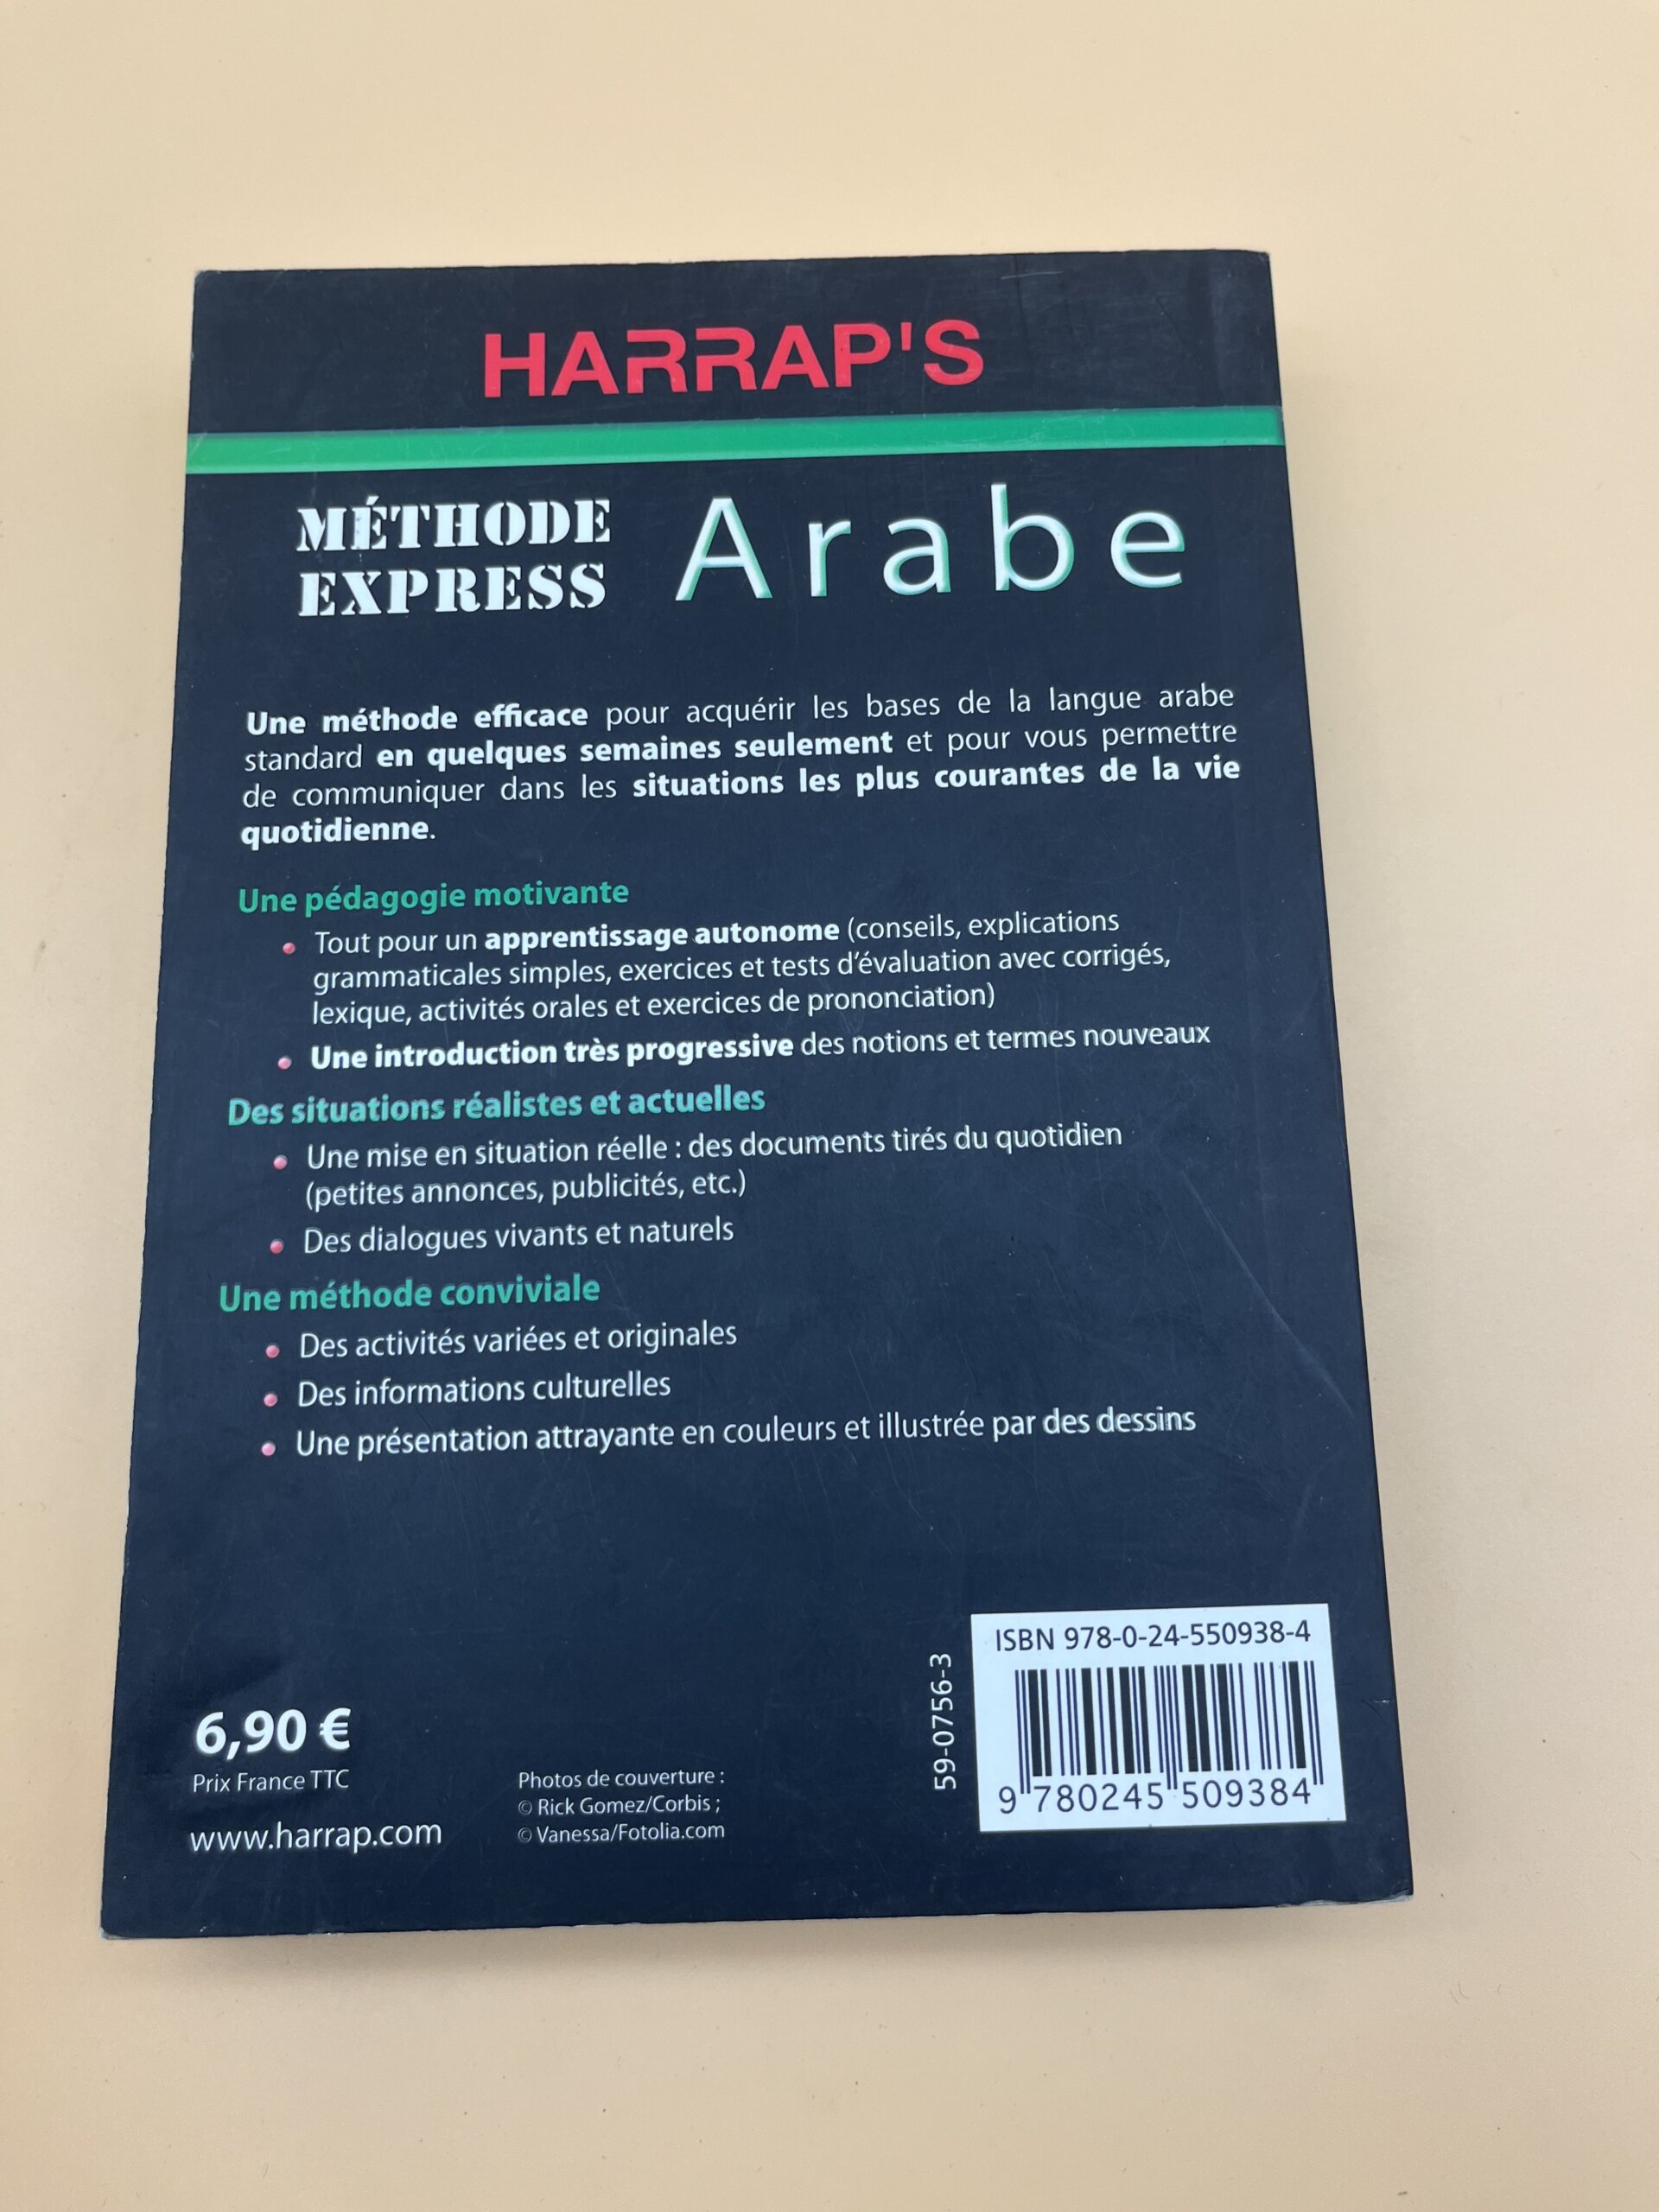 HARRAP'S
MÉTHODE
EXPRESS
Arabe
Une méthode efficace pour acquérir les bases de la langue arabe
standard en quelques semaines seulement et pour vous permettre
de communiquer dans les situations les plus courantes de la vie
quotidienne.
Une pédagogie motivante
• Tout pour un apprentissage autonome (conseils, explications
grammaticales simples, exercices et tests d'évaluation avec corrigés,
lexique, activités orales et exercices de prononciation)
• Une introduction très progressive des notions et termes nouveaux
Des situations réalistes et actuelles
• Une mise en situation réelle : des documents tirés du quotidien
(petites annonces, publicités, etc.)
• Des dialogues vivants et naturels
Une méthode conviviale
• Des activités variées et originales
• Des informations culturelles
• Une présentation attrayante en couleurs et illustrée par des dessins
6,90 €
Prix France TTC
www.harrap.com
Photos de couverture :
© Rick Gomez/Corbis ;
© Vanessa/Fotolia.com
59-0756-3
ISBN 978-0-24-550938-4
9 780245 509384